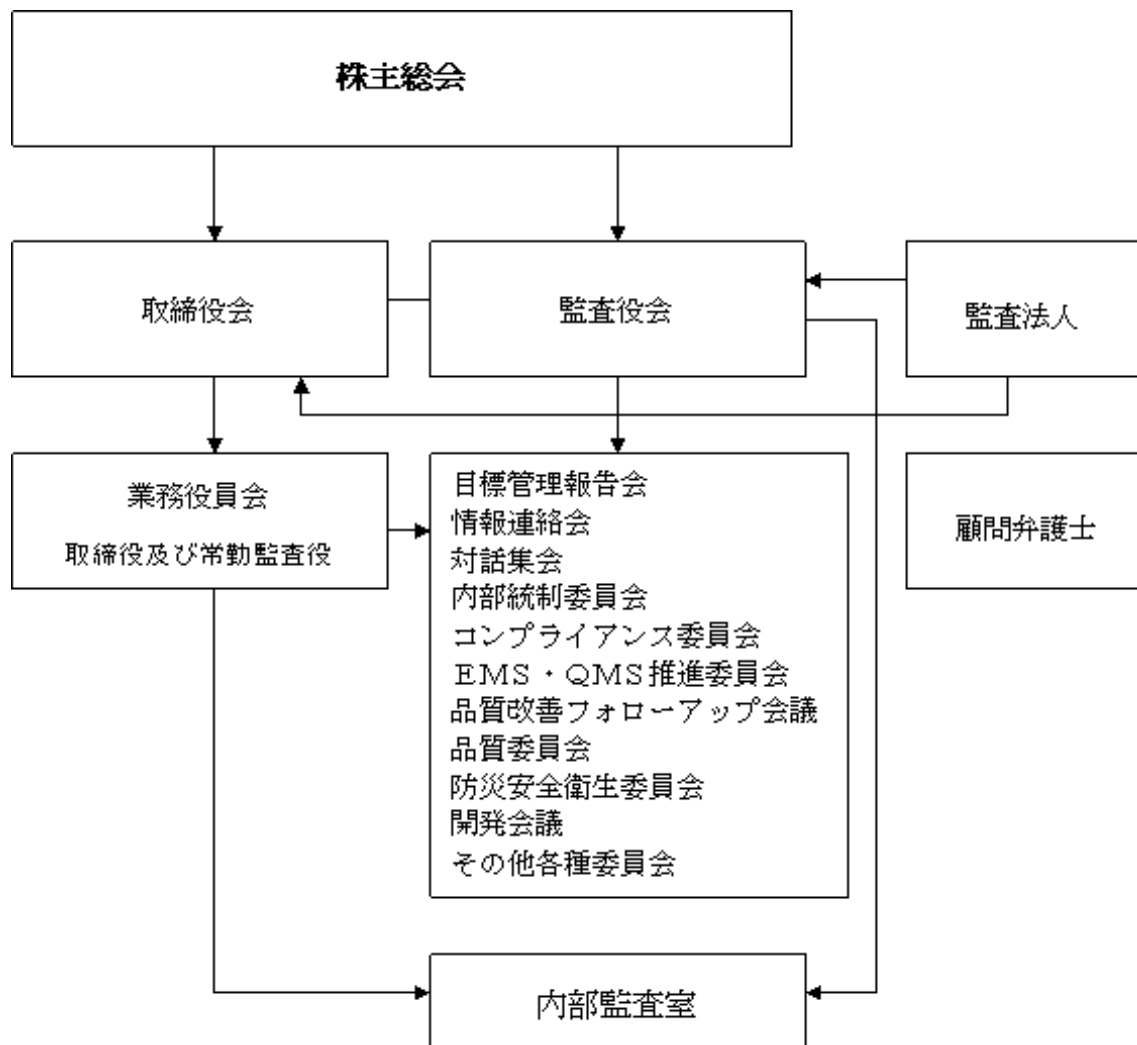 株主総会
取締役会
監査役会
監査法人
業務役員会
取締役及び常勤監査役
目標管理報告会
情報連絡会
対話集会
内部統制委員会
コンプライアンス委員会
ＥＭＳ・ＱＭＳ推進委員会
品質改善フォローアップ会議
品質委員会
防災安全衛生委員会
開発会議
その他各種委員会
顧問弁護士
内部監査室